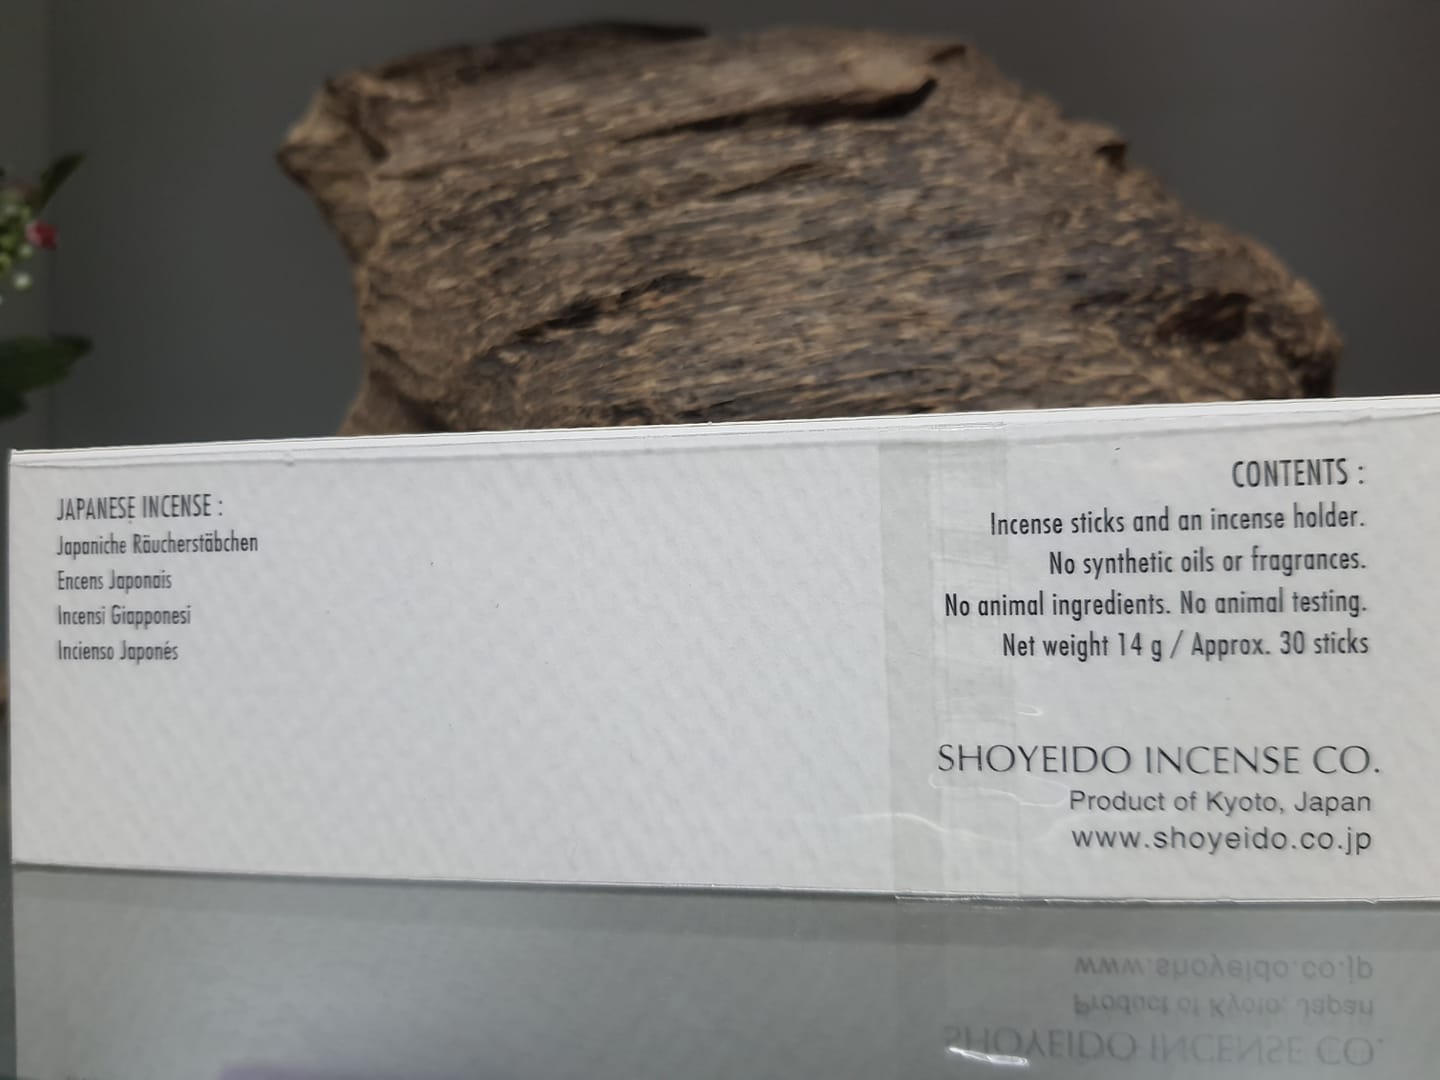 JAPANESE INCENSE :
Japaniche Räucherstäbchen
Encens Japonais
Incensi Giapponesi
Incienso Japonés
CONTENTS :
Incense sticks and an incense holder.
No synthetic oils or fragrances.
No animal ingredients. No animal testing.
Net weight 14 g / Approx. 30 sticks
SHOYEIDO INCENSE CO.
Product of Kyoto, Japan
www.shoyeido.co.jp